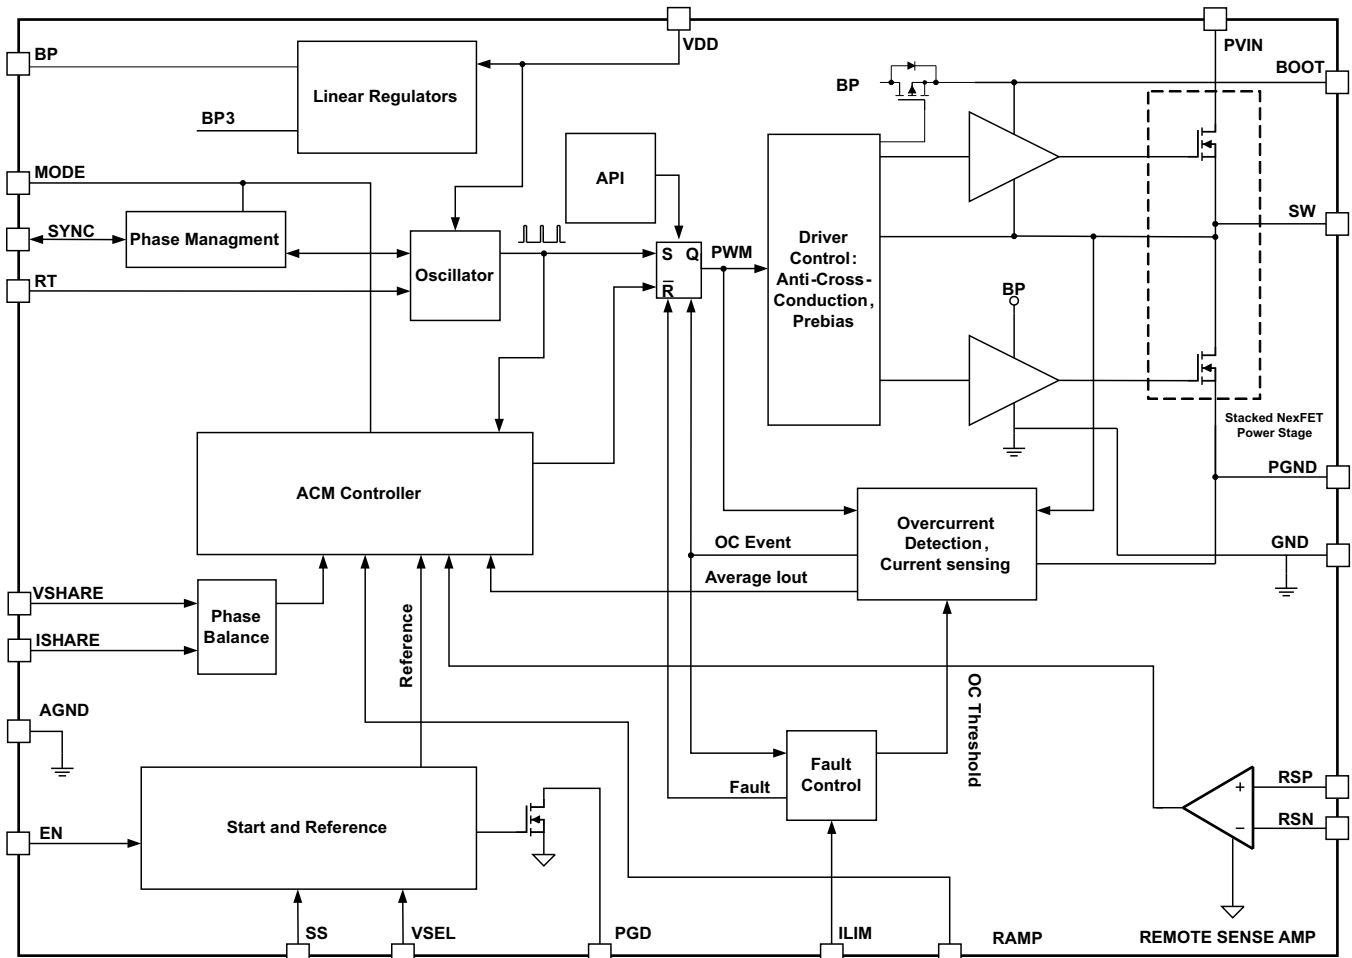 VDD
PVIN
BP
BOOT
BP
Linear Regulators
BP3
MODE
API
SYNC
Phase Managment
SW
Driver
Control:
Anti-Cross-
Conduction,
Prebias
S Q
R̅
PWM
Oscillator
RT
BP
Stacked NexFET
Power Stage
PGND
ACM Controller
Overcurrent
Detection,
Current sensing
OC Event
GND
Average Iout
VSHARE
Phase
Balance
ISHARE
Reference
OC Threshold
AGND
Fault
Control
Fault
RSP
+
RSN
−
Start and Reference
EN
SS
VSEL
PGD
ILIM
RAMP
REMOTE SENSE AMP